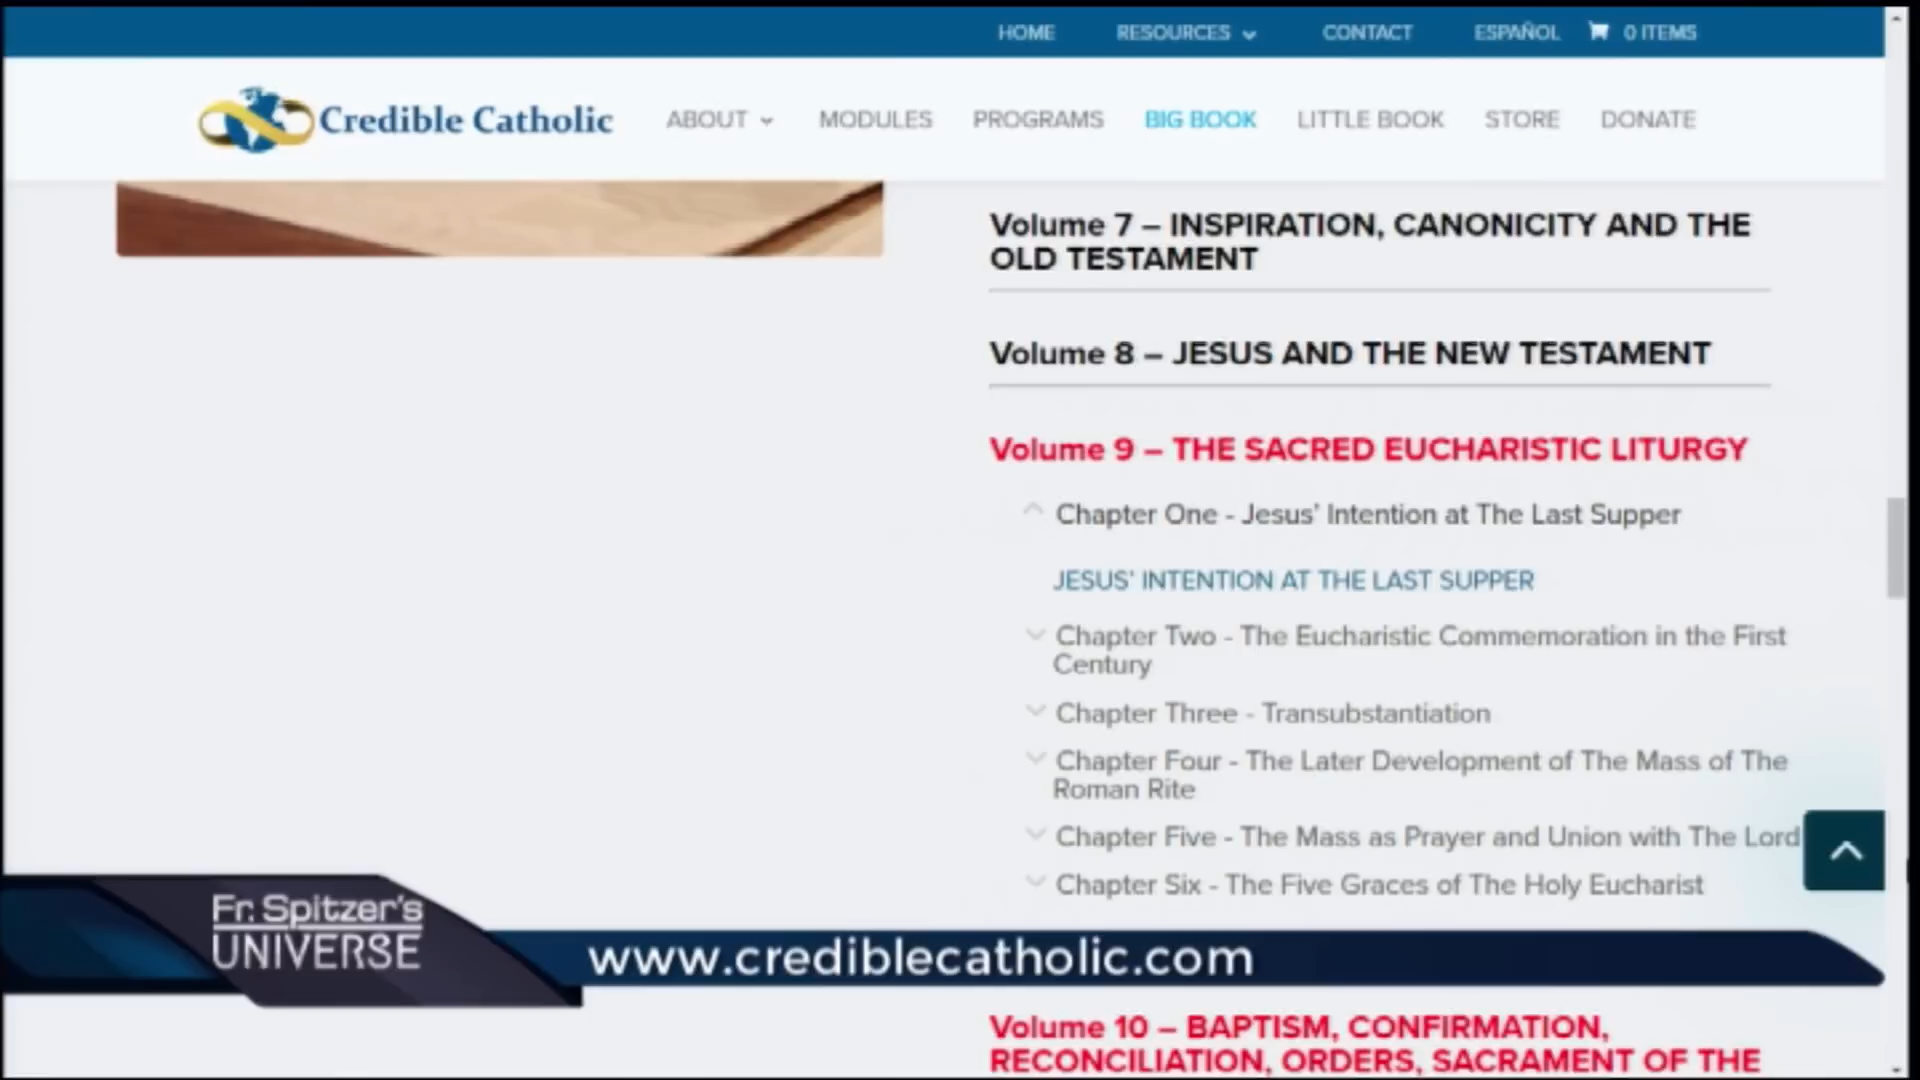 HOME RESOURCES CONTACT ESPAÑOL 0 ITEMS
Credible Catholic ABOUT MODULES PROGRAMS BIG BOOK LITTLE BOOK STORE DONATE
Volume 7 – INSPIRATION, CANONICITY AND THE
OLD TESTAMENT
Volume 8 – JESUS AND THE NEW TESTAMENT
Volume 9 – THE SACRED EUCHARISTIC LITURGY
Chapter One - Jesus' Intention at The Last Supper
JESUS' INTENTION AT THE LAST SUPPER
Chapter Two - The Eucharistic Commemoration in the First
Century
Chapter Three - Transubstantiation
Chapter Four - The Later Development of The Mass of The
Roman Rite
Chapter Five - The Mass as Prayer and Union with The Lord
Chapter Six - The Five Graces of The Holy Eucharist
Fr. Spitzer's
UNIVERSE
www.crediblecatholic.com
Volume 10 – BAPTISM, CONFIRMATION,
RECONCILIATION, ORDERS, SACRAMENT OF THE